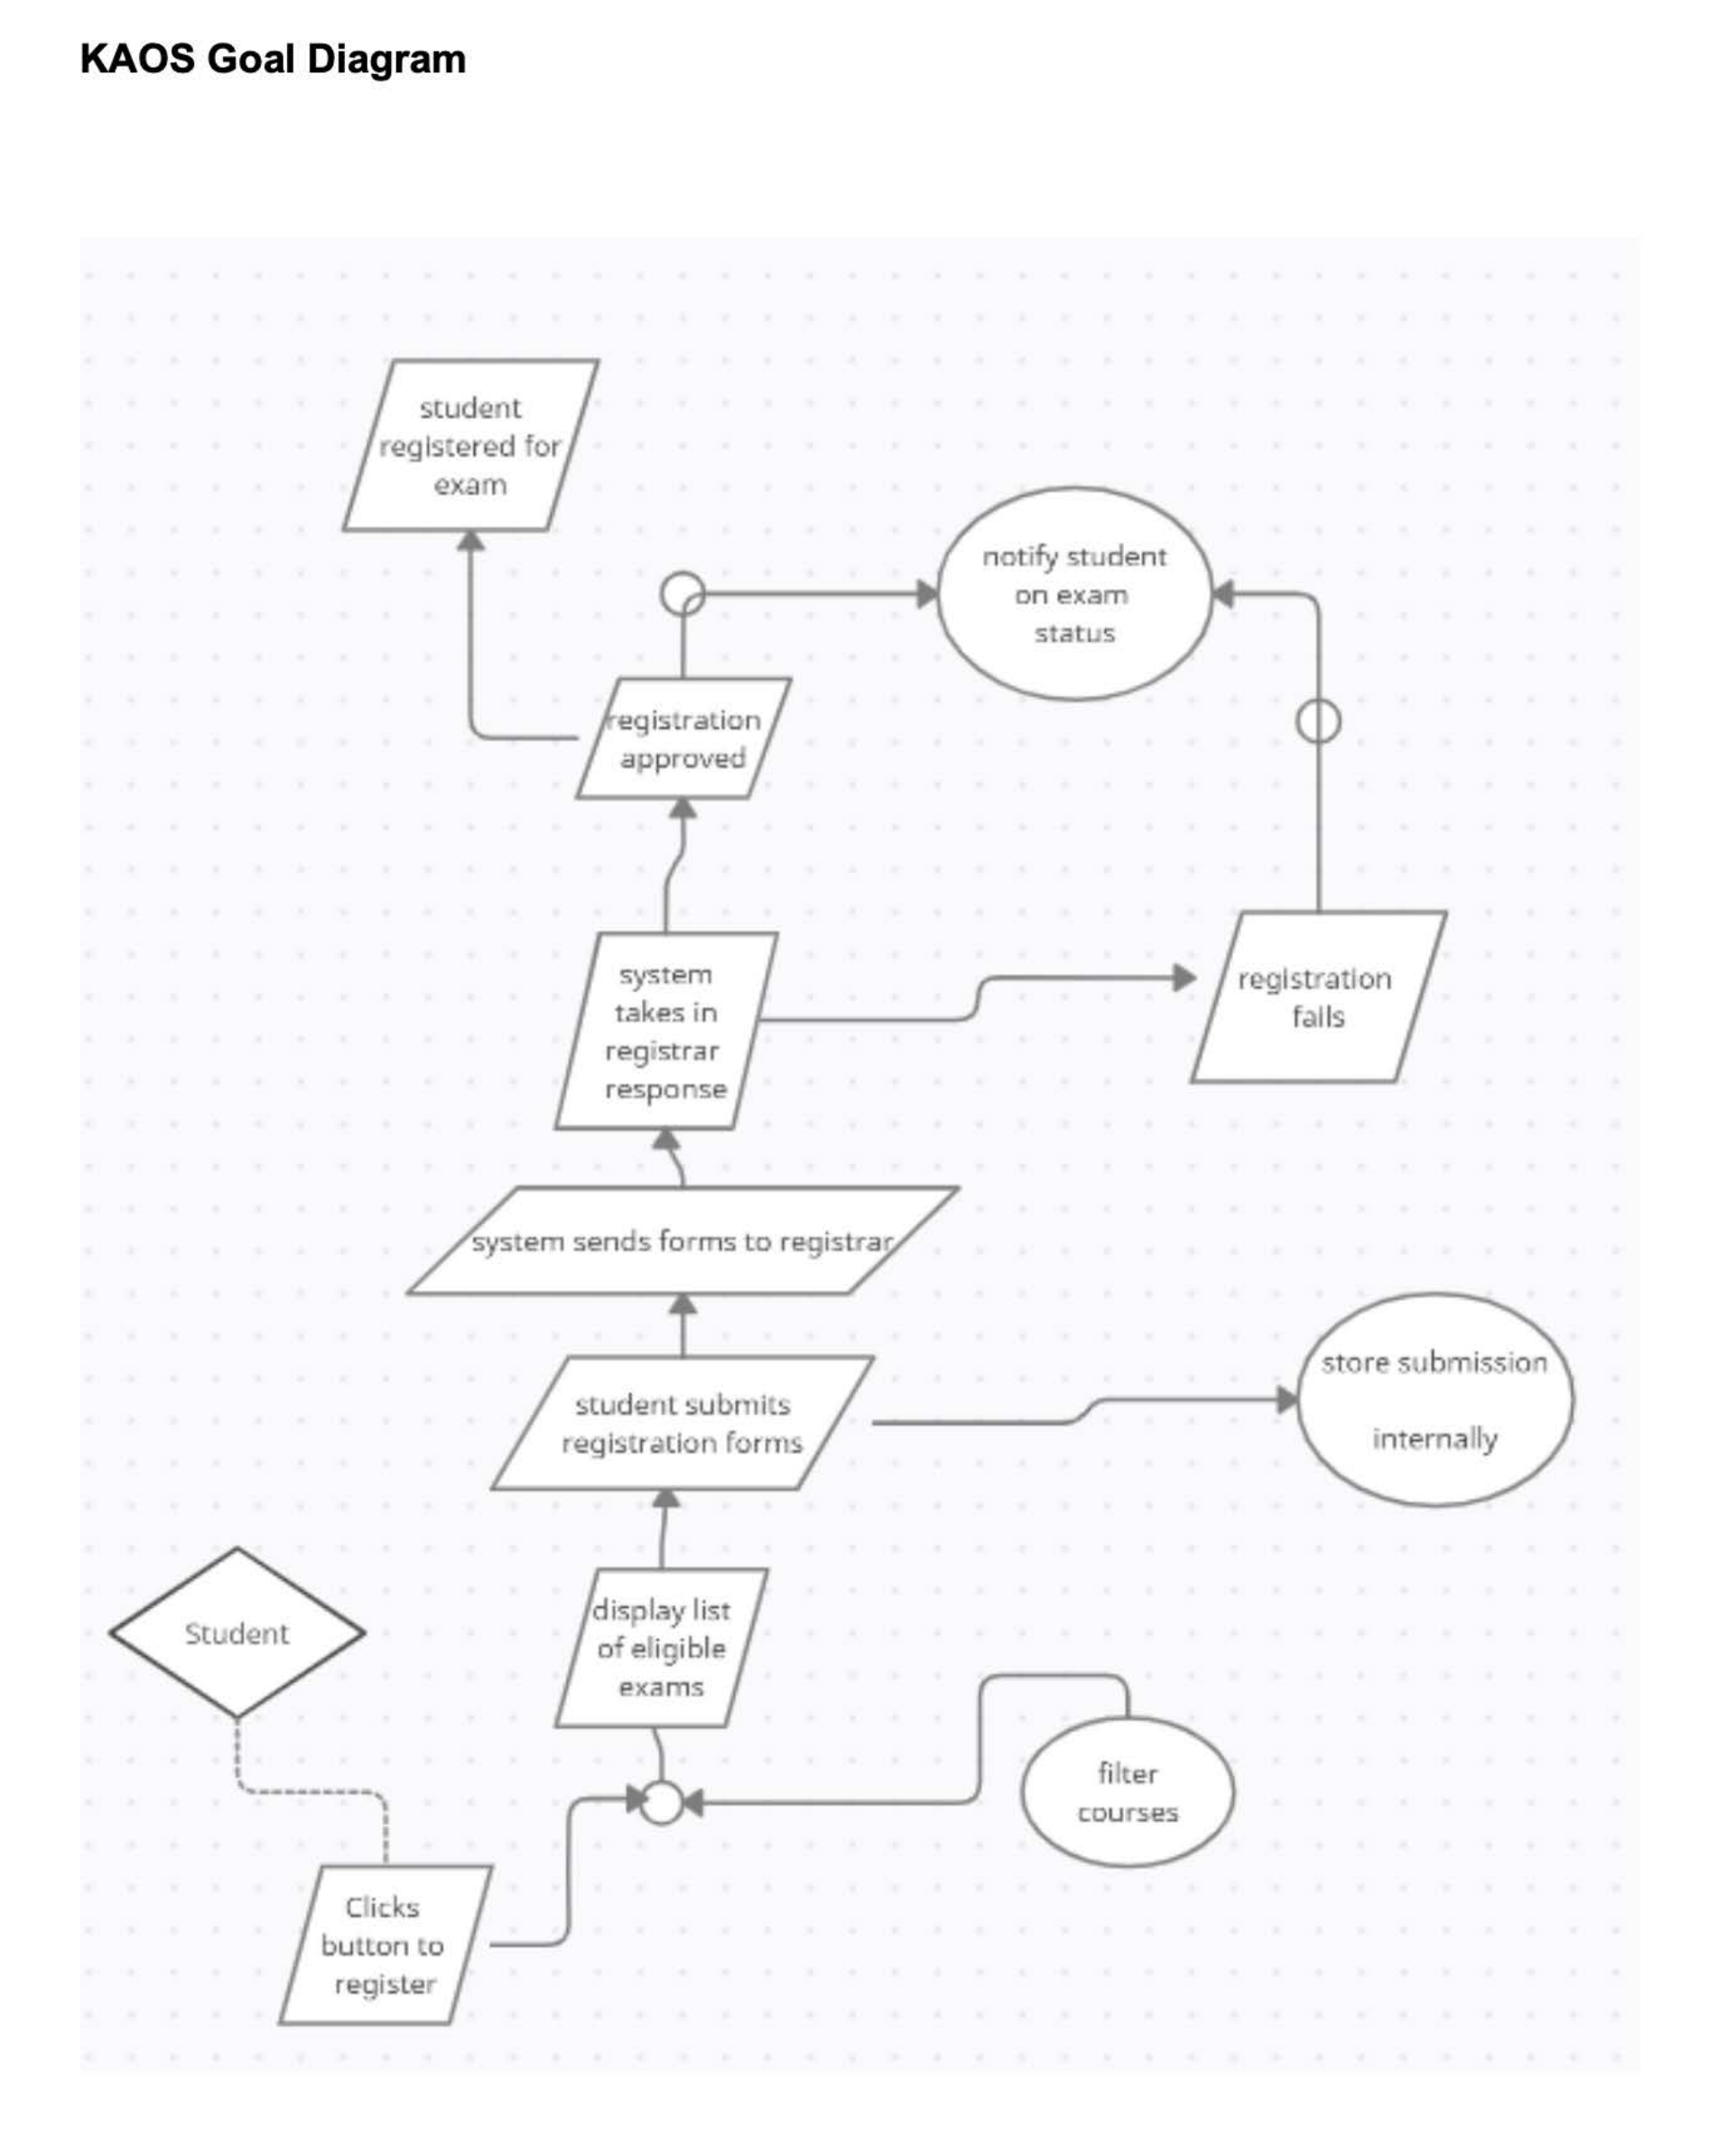 KAOS Goal Diagram
student
registered for
exam
notify student
on exam
status
registration
approved
system
takes in
registrar
response
registration
fails
system sends forms to registrar
store submission
internally
student submits
registration forms
Student
display list
of eligible
exams
filter
courses
Clicks
button to
register